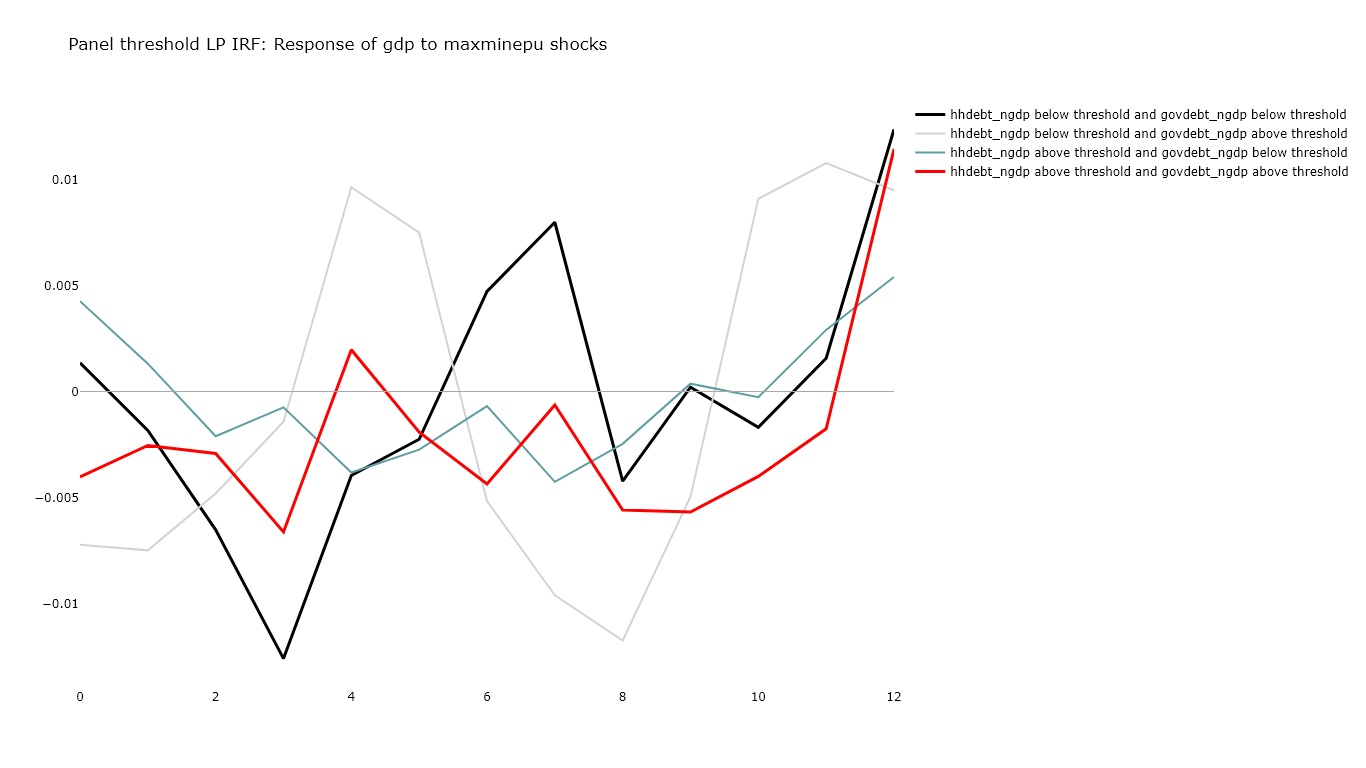 Panel threshold LP IRF: Response of gdp to maxminepu shocks
hhdebt_ngdp below threshold and govdebt_ngdp below threshold
hhdebt_ngdp below threshold and govdebt_ngdp above threshold
hhdebt_ngdp above threshold and govdebt_ngdp below threshold
hhdebt_ngdp above threshold and govdebt_ngdp above threshold
0.01
0.005
0
−0.005
−0.01
0 2 4 6 8 10 12